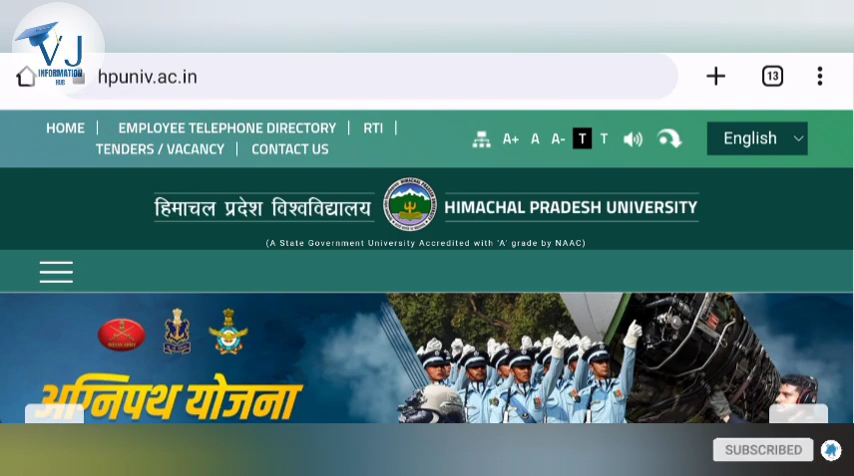 VJ
INFORMATION
HUB
hpuniv.ac.in
13
HOME | EMPLOYEE TELEPHONE DIRECTORY | RTI |
TENDERS / VACANCY | CONTACT US
A+ A A- T T
English
हिमाचल प्रदेश विश्वविद्यालय
HIMACHAL PRADESH UNIVERSITY
(A State Government University Accredited with 'A' grade by NAAC)
अग्निपथ योजना
SUBSCRIBED